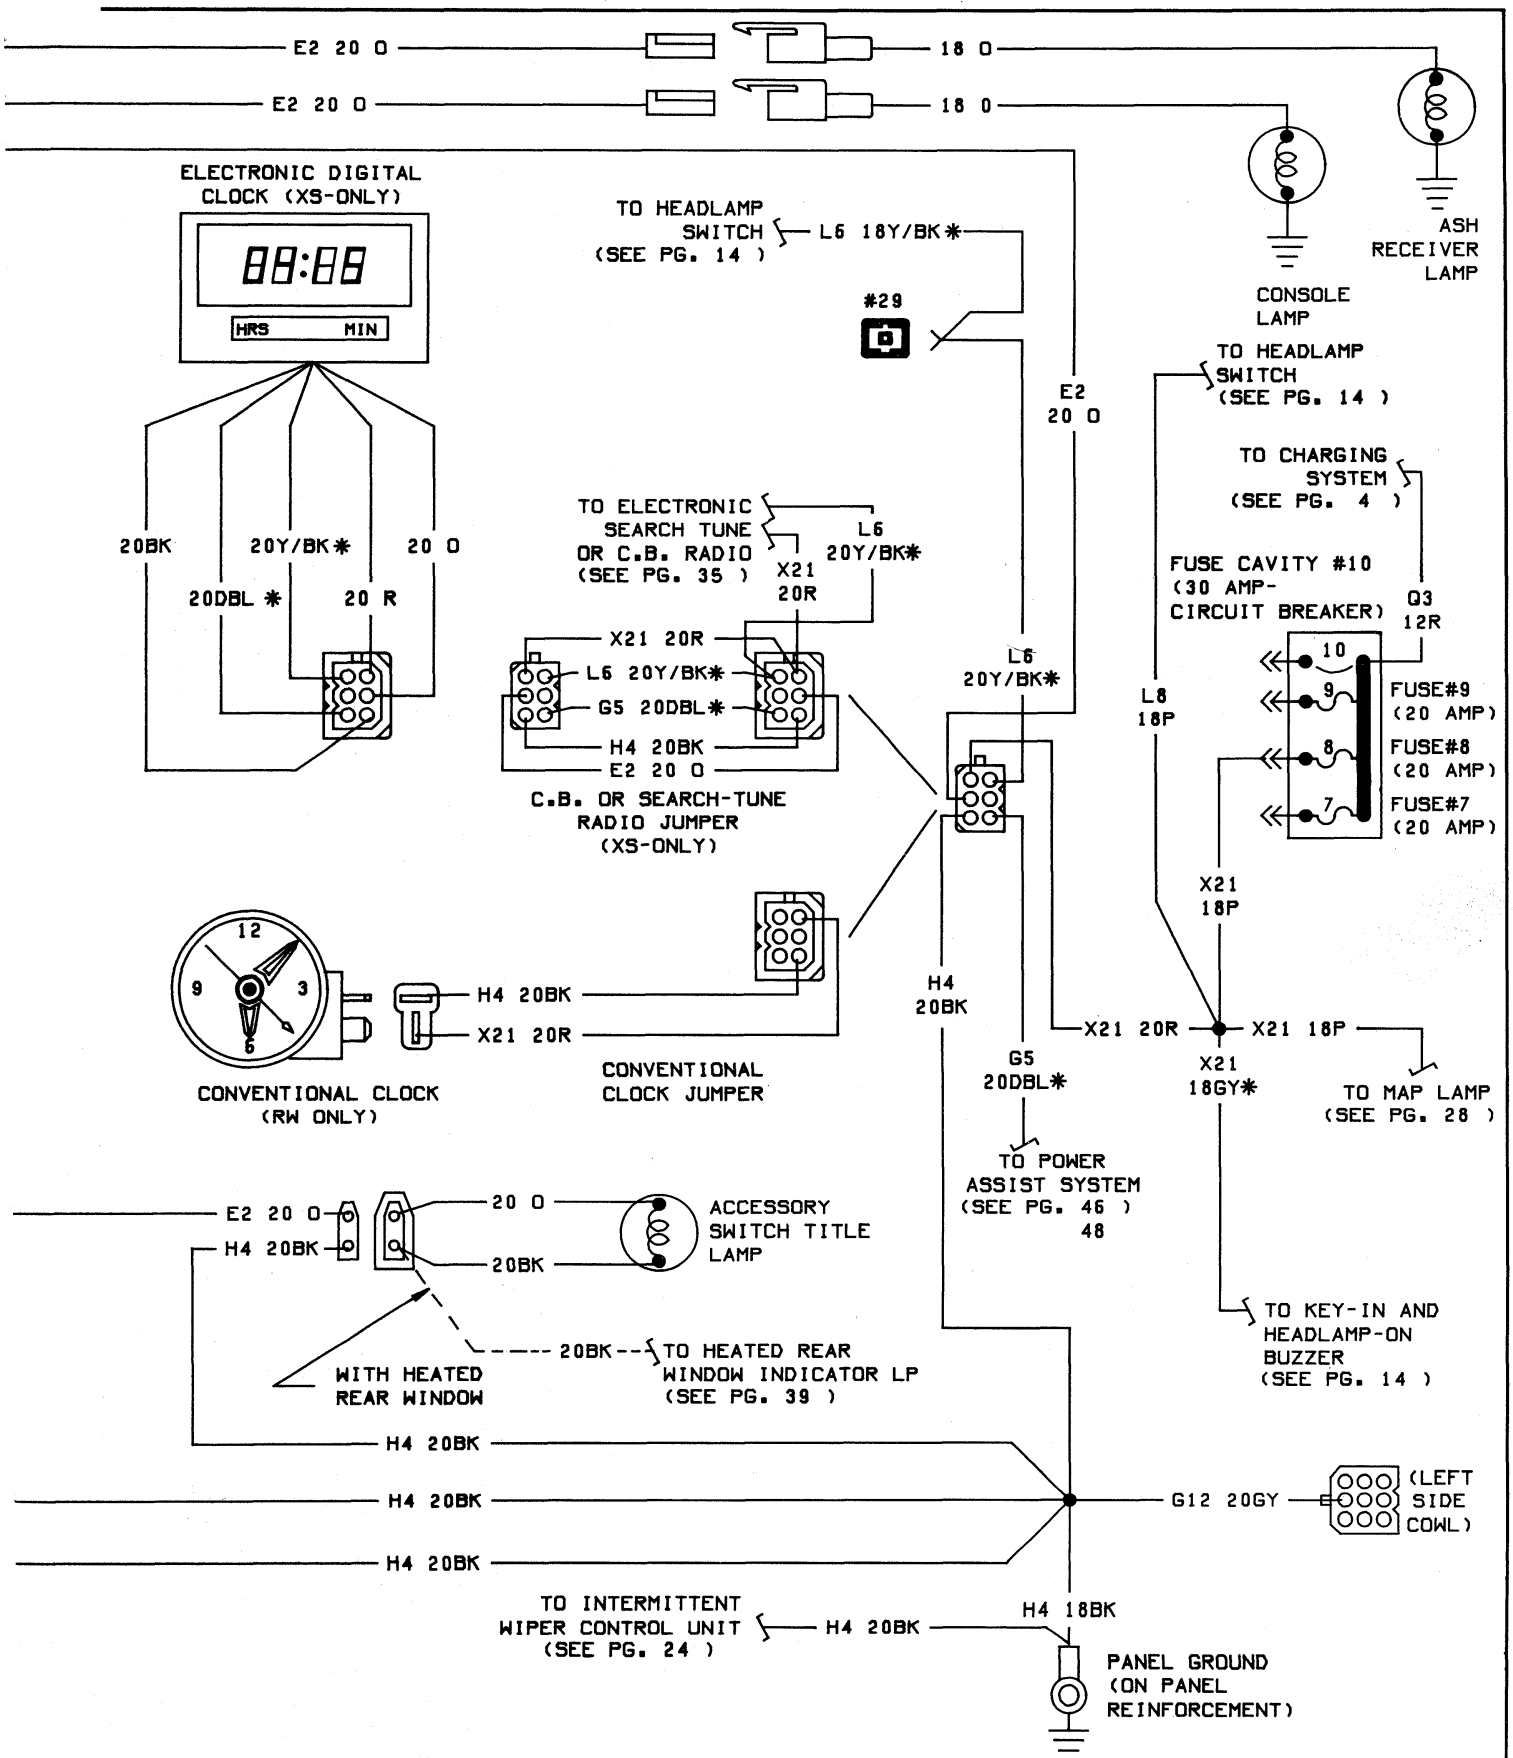 E2 20 O
18 O
E2 20 O
18 O
ELECTRONIC DIGITAL
CLOCK (XS-ONLY)
88:88
HRS MIN
TO HEADLAMP
SWITCH
(SEE PG. 14 )
L6 18Y/BK*
#29
ASH
RECEIVER
LAMP
CONSOLE
LAMP
TO HEADLAMP
SWITCH
(SEE PG. 14 )
E2
20 O
TO CHARGING
SYSTEM
(SEE PG. 4 )
20BK
20Y/BK*
20 O
20DBL *
20 R
TO ELECTRONIC
SEARCH TUNE
OR C.B. RADIO
(SEE PG. 35 )
L6
20Y/BK*
X21
20R
FUSE CAVITY #10
(30 AMP-
CIRCUIT BREAKER)
Q3
12R
10
9
8
7
FUSE#9
(20 AMP)
FUSE#8
(20 AMP)
FUSE#7
(20 AMP)
X21 20R
L6 20Y/BK*
G5 20DBL*
H4 20BK
E2 20 O
C.B. OR SEARCH-TUNE
RADIO JUMPER
(XS-ONLY)
L6
20Y/BK*
L8
18P
X21
18P
12
9
3
6
CONVENTIONAL CLOCK
(RW ONLY)
H4 20BK
X21 20R
CONVENTIONAL
CLOCK JUMPER
H4
20BK
X21 20R
X21 18P
G5
20DBL*
X21
18GY*
TO MAP LAMP
(SEE PG. 28 )
TO POWER
ASSIST SYSTEM
(SEE PG. 46 )
48
E2 20 O
H4 20BK
20 O
20BK
ACCESSORY
SWITCH TITLE
LAMP
20BK
TO HEATED REAR
WINDOW INDICATOR LP
(SEE PG. 39 )
WITH HEATED
REAR WINDOW
TO KEY-IN AND
HEADLAMP-ON
BUZZER
(SEE PG. 14 )
H4 20BK
H4 20BK
G12 20GY
(LEFT
SIDE
COWL)
H4 20BK
TO INTERMITTENT
WIPER CONTROL UNIT
(SEE PG. 24 )
H4 20BK
H4 18BK
PANEL GROUND
(ON PANEL
REINFORCEMENT)